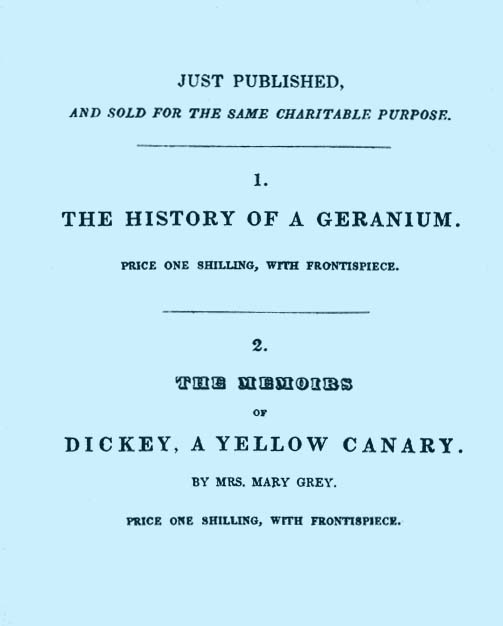 JUST PUBLISHED,
AND SOLD FOR THE SAME CHARITABLE PURPOSE.
1.
THE HISTORY OF A GERANIUM.
PRICE ONE SHILLING, WITH FRONTISPIECE.
2.
THE MEMOIRS
OF
DICKEY, A YELLOW CANARY.
BY MRS. MARY GREY.
PRICE ONE SHILLING, WITH FRONTISPIECE.